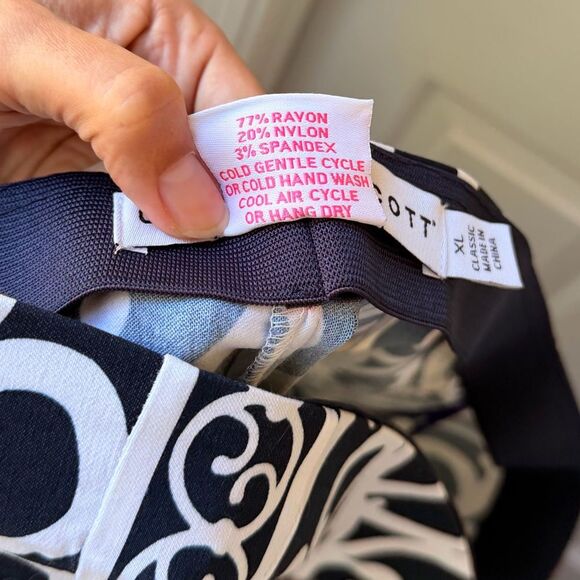 77% RAYON
20% NYLON
3% SPANDEX
COLD GENTLE CYCLE
OR COLD HAND WASH
COOL AIR CYCLE
OR HANG DRY
COTT
XL
CLASSIC
MADE IN
CHINA